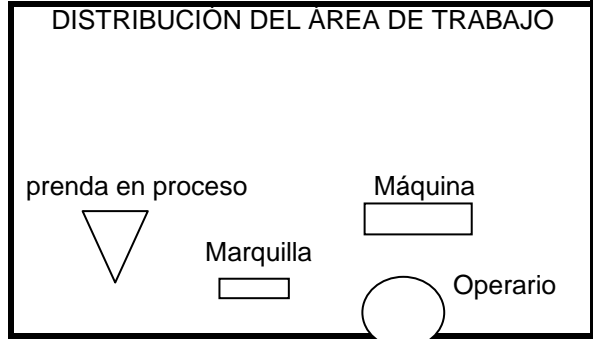 DISTRIBUCIÓN DEL ÁREA DE TRABAJO
prenda en proceso
Máquina
Marquilla
Operario